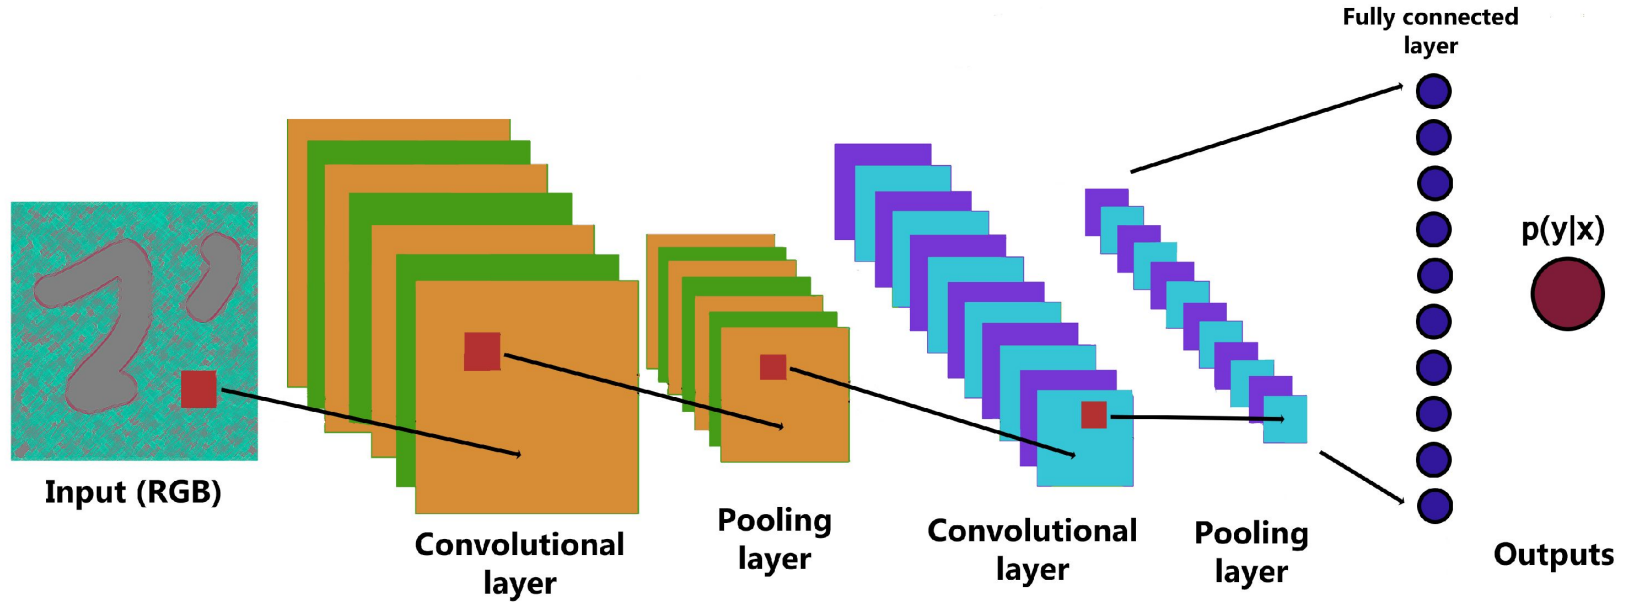 Fully connected
layer
p(y|x)
Input (RGB)
Convolutional
layer
Pooling
layer
Convolutional
layer
Pooling
layer
Outputs